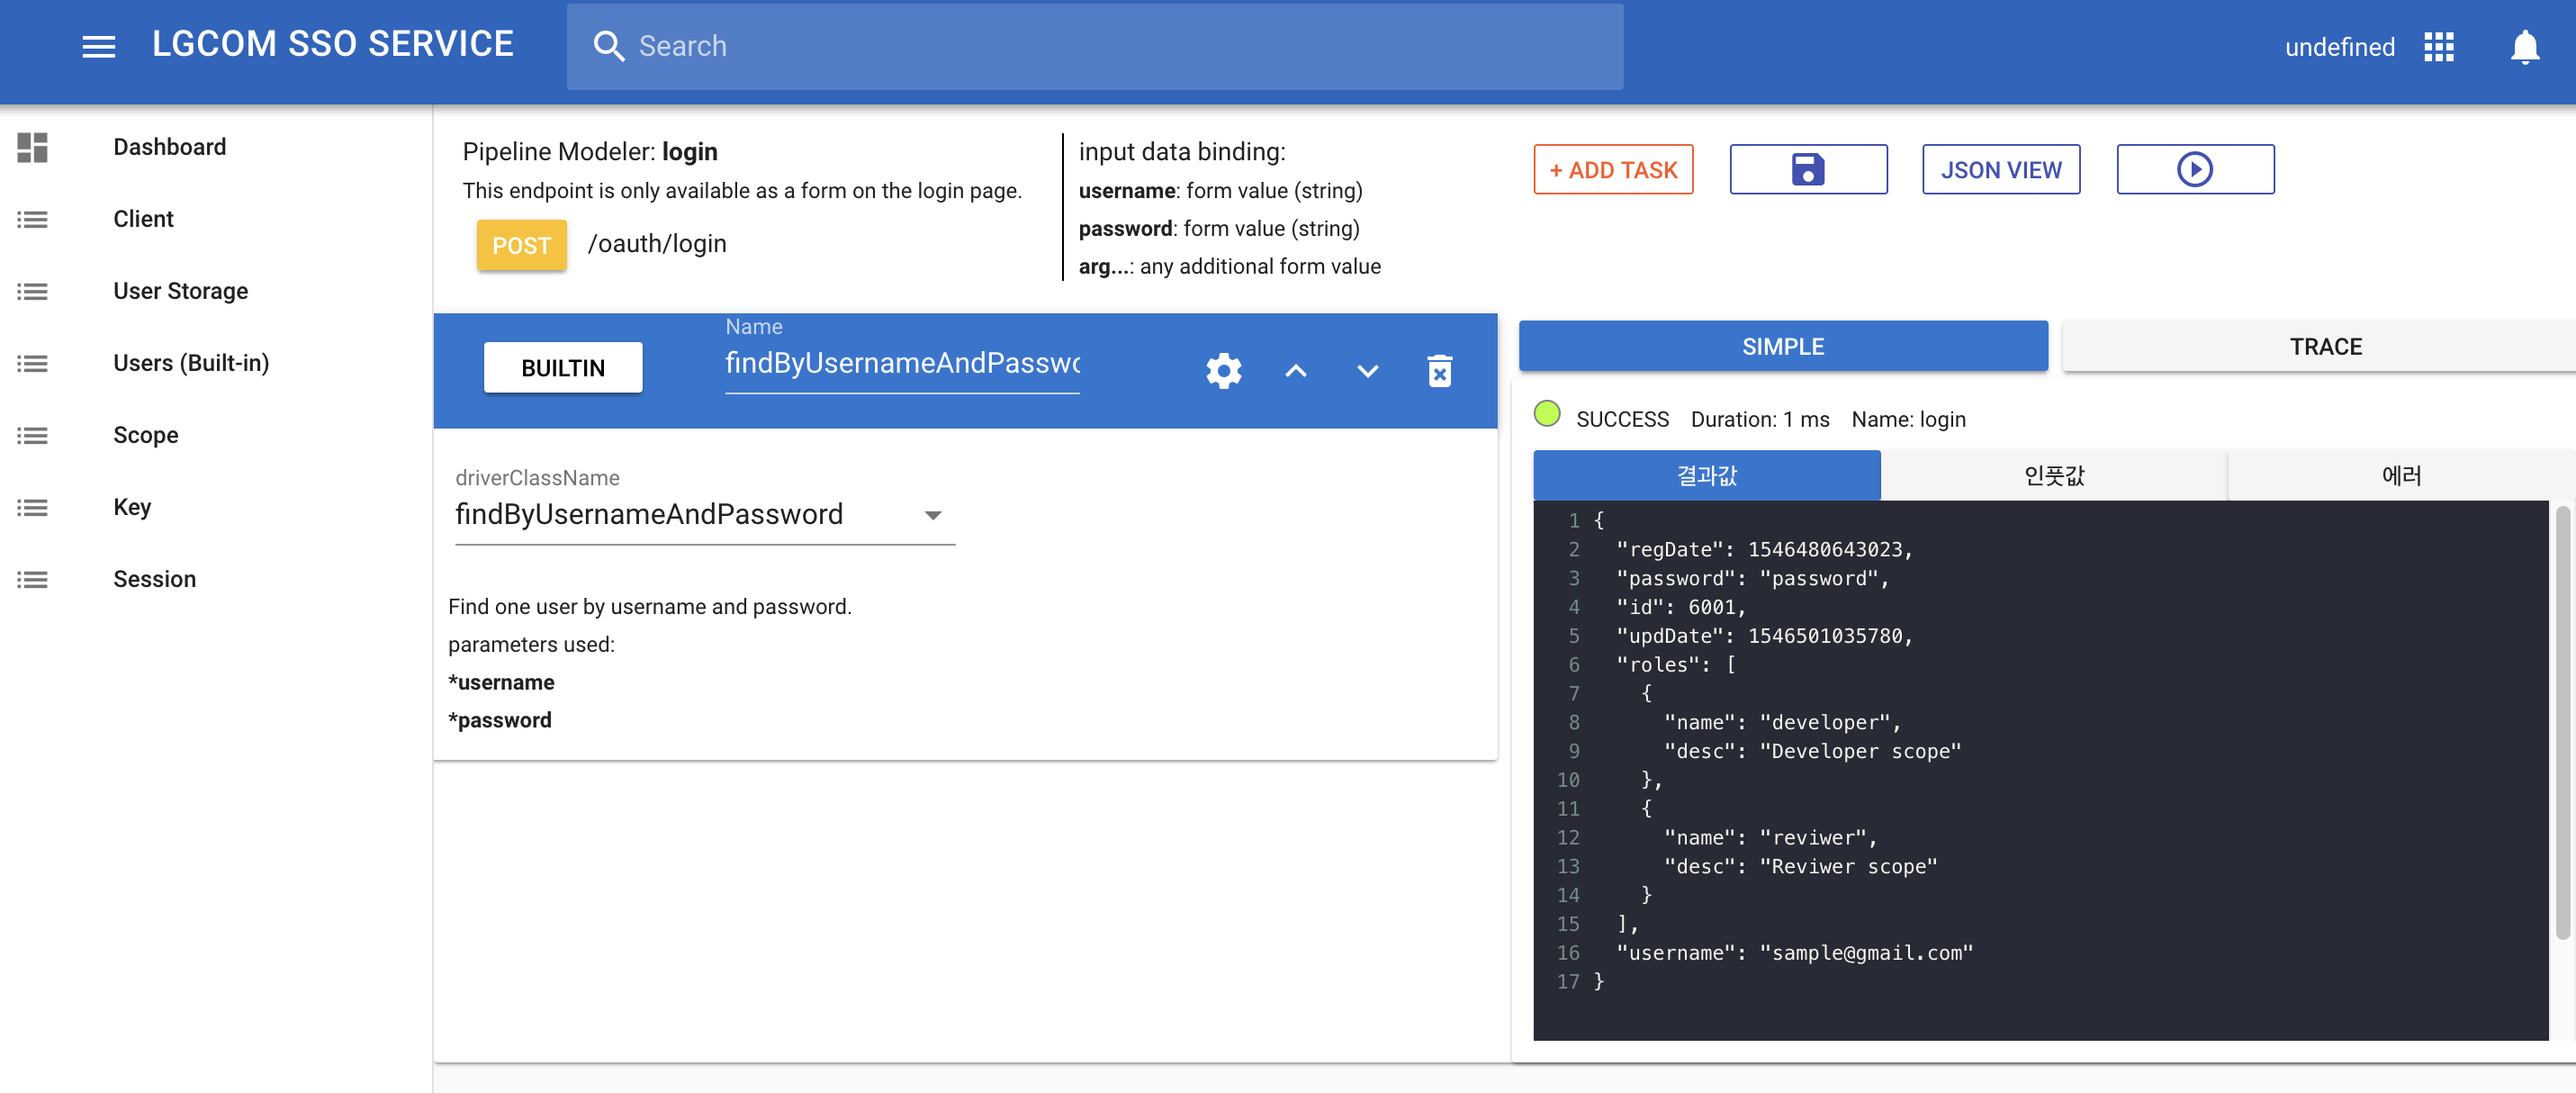 LGCOM SSO SERVICE
Search
undefined
Dashboard
Client
User Storage
Users (Built-in)
Scope
Key
Session
Pipeline Modeler: login
This endpoint is only available as a form on the login page.
POST /oauth/login
input data binding:
username: form value (string)
password: form value (string)
arg...: any additional form value
+ ADD TASK
JSON VIEW
BUILTIN
Name
findByUsernameAndPasswo
driverClassName
findByUsernameAndPassword
Find one user by username and password.
parameters used:
*username
*password
SIMPLE
TRACE
SUCCESS Duration: 1 ms Name: login
결과값
인풋값
에러
1 {
2 "regDate": 1546480643023,
3 "password": "password",
4 "id": 6001,
5 "updDate": 1546501035780,
6 "roles": [
7 {
8 "name": "developer",
9 "desc": "Developer scope"
10 },
11 {
12 "name": "reviwer",
13 "desc": "Reviwer scope"
14 }
15 ],
16 "username": "sample@gmail.com"
17 }